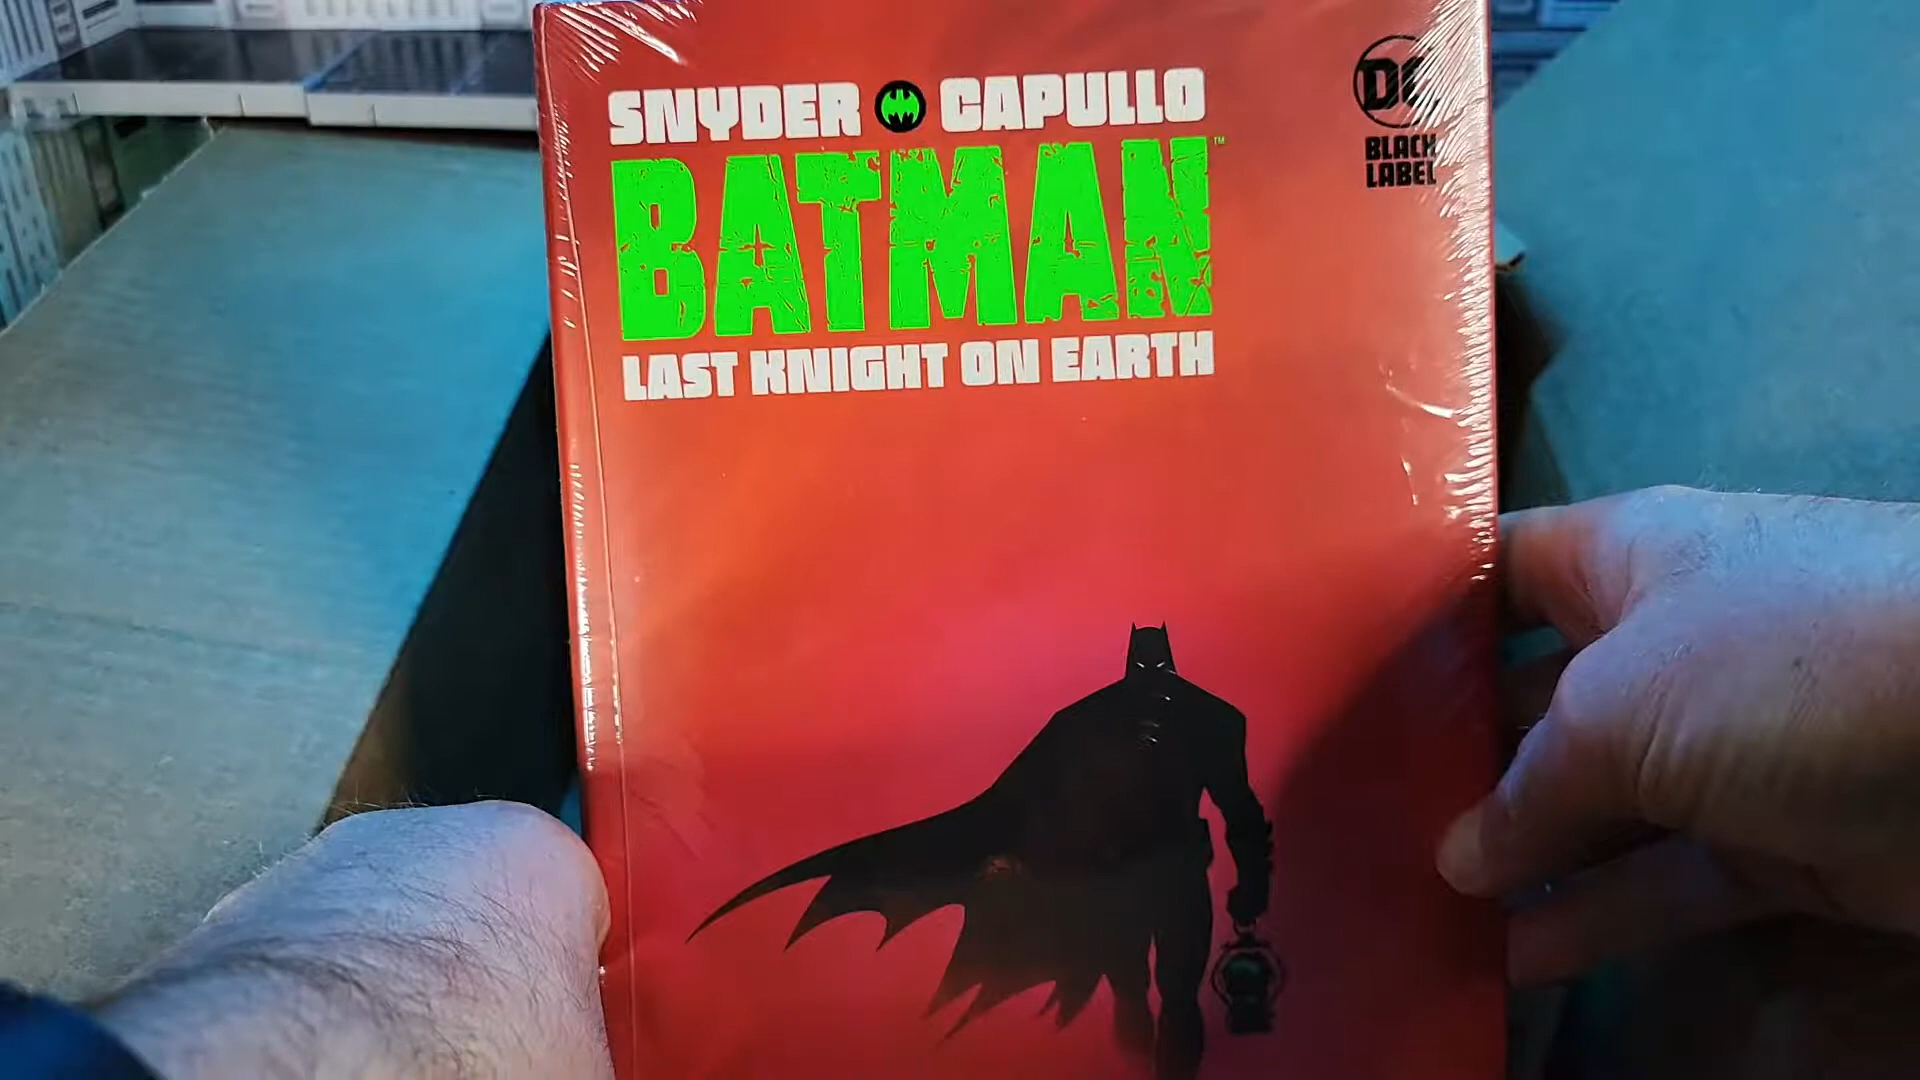 SNYDER CAPULLO
BATMAN™
LAST KNIGHT ON EARTH
DC
BLACK
LABEL